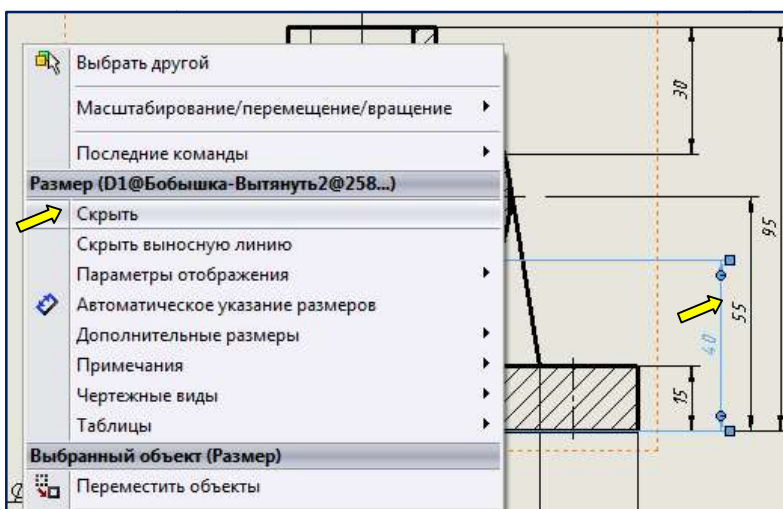 Выбрать другой
Масштабирование/перемещение/вращение
Последние команды
Размер (D1@Бобышка-Вытянуть2@258...)
Скрыть
Скрыть выносную линию
Параметры отображения
Автоматическое указание размеров
Дополнительные размеры
Примечания
Чертежные виды
Таблицы
Выбранный объект (Размер)
Переместить объекты
30
95
55
40
15